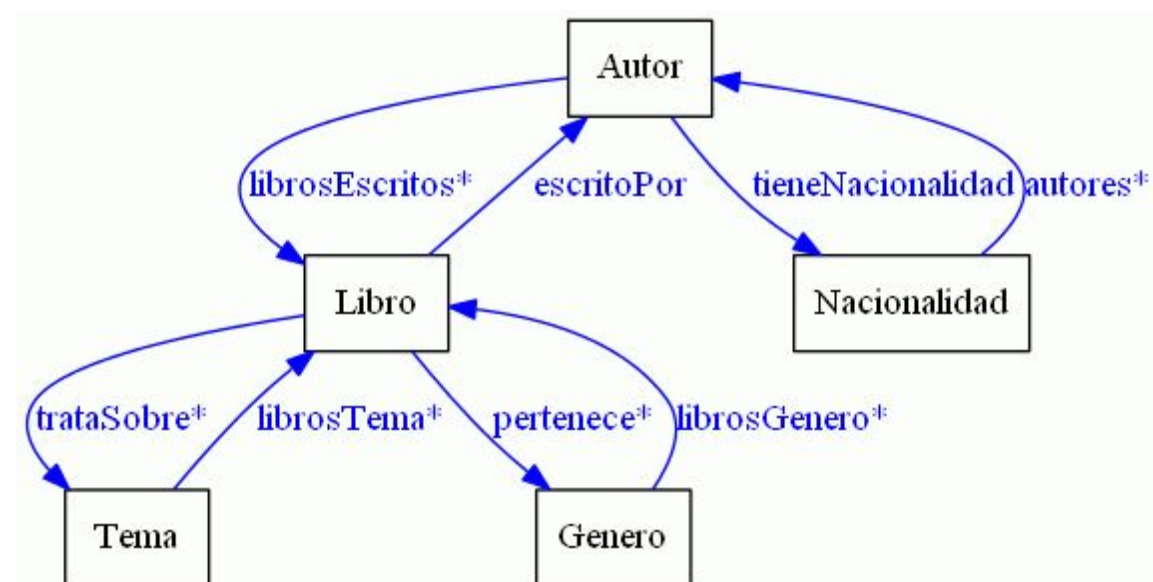 Autor
librosEscritos*
escritoPor
tieneNacionalidad
autores*
Libro
Nacionalidad
trataSobre*
librosTema*
pertenece*
librosGenero*
Tema
Genero